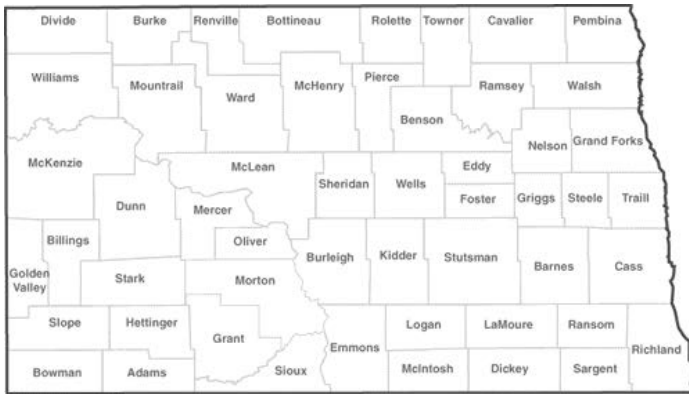 Divide
Burke
Renville
Bottineau
Rolette
Towner
Cavalier
Pembina
Williams
Mountrail
Ward
McHenry
Pierce
Benson
Ramsey
Walsh
McKenzie
Dunn
McLean
Sheridan
Wells
Eddy
Foster
Nelson
Grand Forks
Mercer
Oliver
Griggs
Steele
Traill
Golden
Valley
Billings
Stark
Morton
Burleigh
Kidder
Stutsman
Barnes
Cass
Slope
Hettinger
Grant
Emmons
Logan
LaMoure
Ransom
Richland
Bowman
Adams
Sioux
McIntosh
Dickey
Sargent